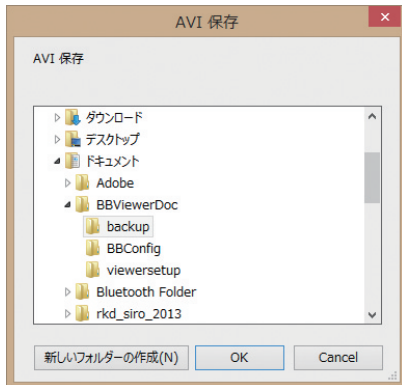 AVI 保存
AVI 保存
ダウンロード
デスクトップ
ドキュメント
Adobe
BBViewerDoc
backup
BBConfig
viewersetup
Bluetooth Folder
rkd_siro_2013
新しいフォルダーの作成(N) OK Cancel